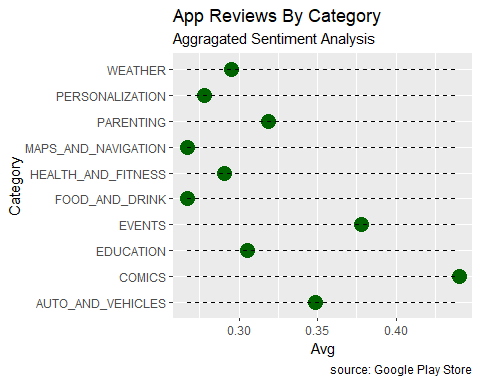 App Reviews By Category
Aggragated Sentiment Analysis
Category
WEATHER
PERSONALIZATION
PARENTING
MAPS_AND_NAVIGATION
HEALTH_AND_FITNESS
FOOD_AND_DRINK
EVENTS
EDUCATION
COMICS
AUTO_AND_VEHICLES
0.30 0.35 0.40
Avg
source: Google Play Store